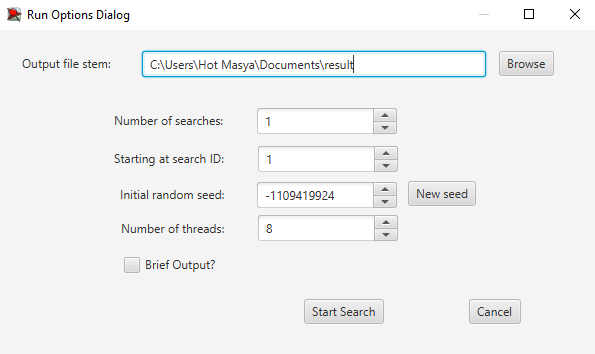 Run Options Dialog
Output file stem: C:\Users\Hot Masya\Documents\result Browse
Number of searches: 1
Starting at search ID: 1
Initial random seed: -1109419924 New seed
Number of threads: 8
Brief Output?
Start Search Cancel